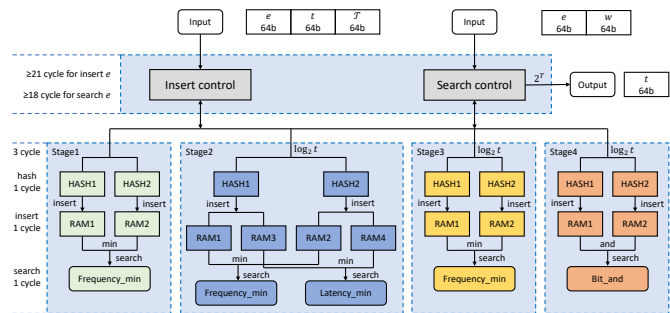 Input
e t 𝒯
64b 64b 64b
Input
e w
64b 64b
≥21 cycle for insert e
≥18 cycle for search e
Insert control
Search control
2^T
Output
t
64b
3 cycle
hash
1 cycle
insert
1 cycle
search
1 cycle
Stage1
HASH1 HASH2
insert insert
RAM1 RAM2
min
search
Frequency_min
Stage2
log₂ t
HASH1 HASH2
insert insert
RAM1 RAM3 RAM2 RAM4
min min
search search
Frequency_min Latency_min
Stage3
log₂ t
HASH1 HASH2
insert insert
RAM1 RAM2
min
search
Frequency_min
Stage4
log₂ t
HASH1 HASH2
insert insert
RAM1 RAM2
and
search
Bit_and